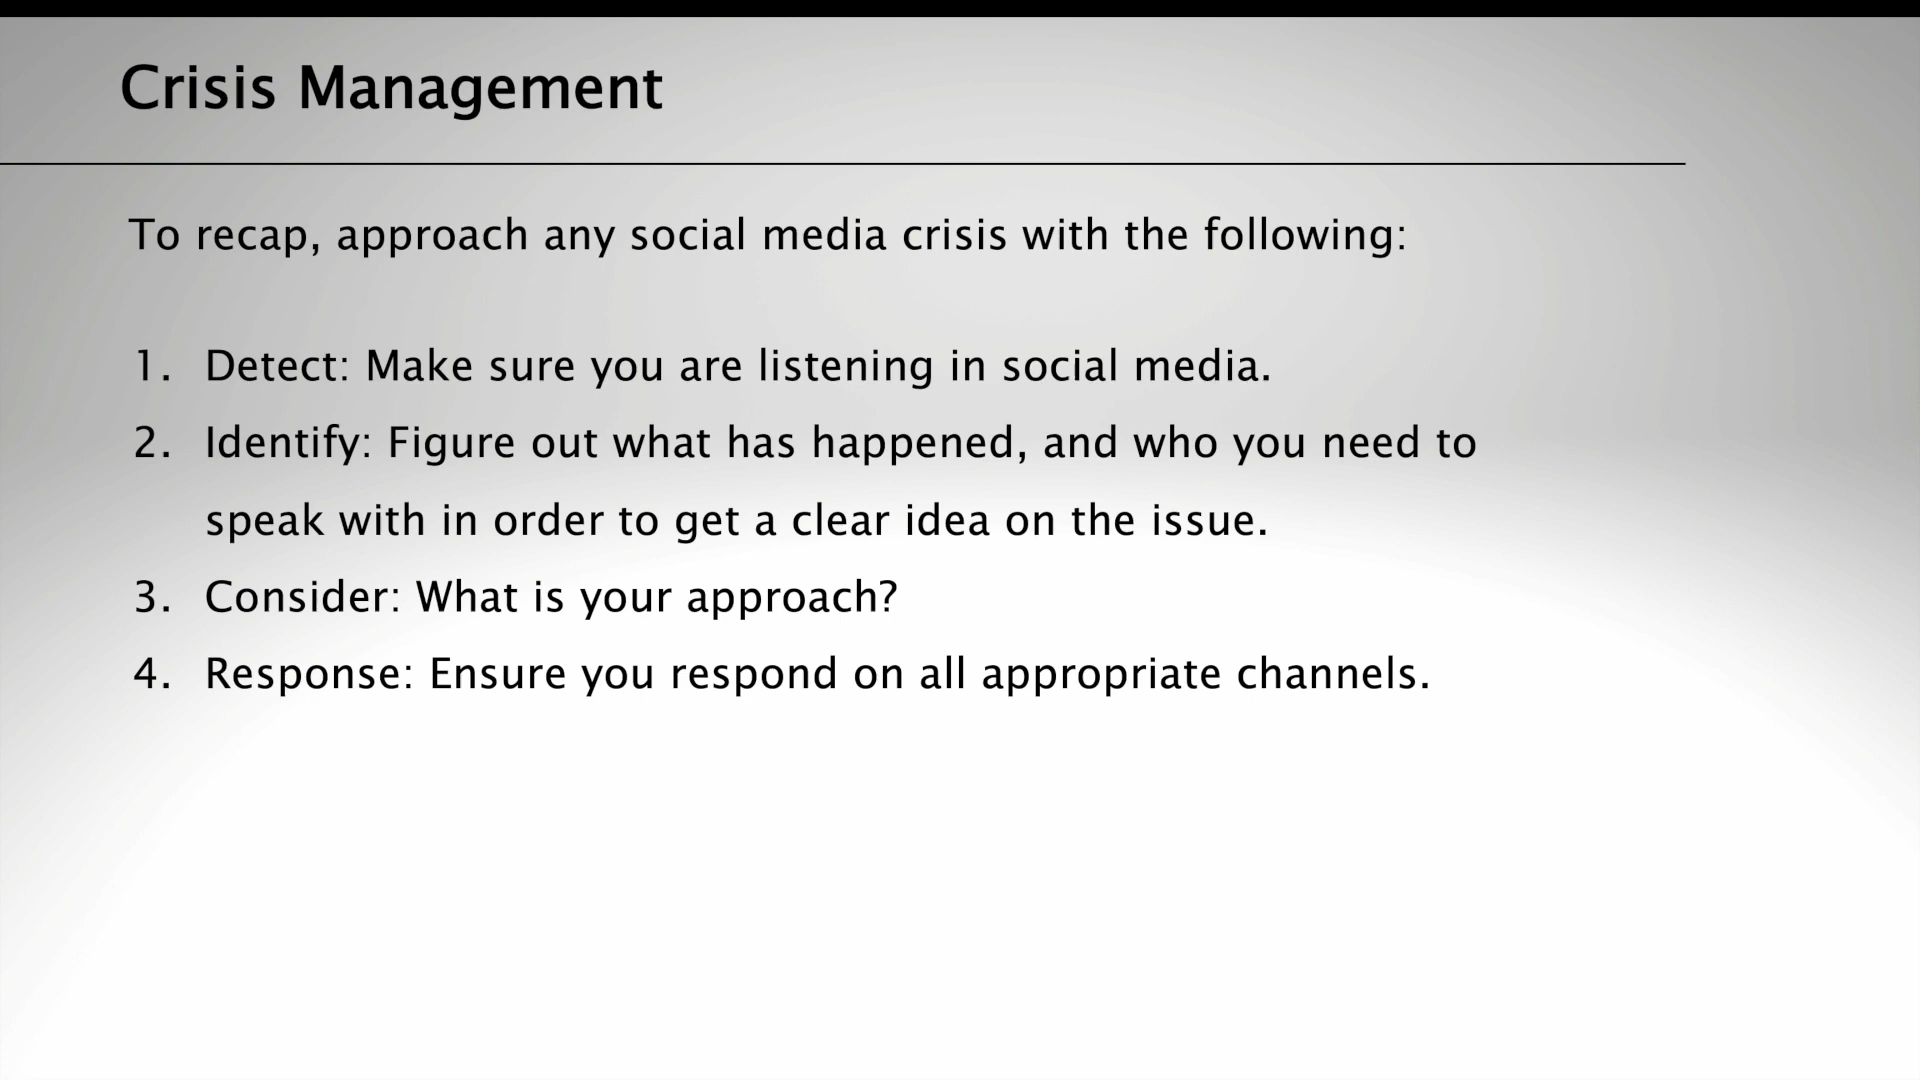 Crisis Management
To recap, approach any social media crisis with the following:
1. Detect: Make sure you are listening in social media.
2. Identify: Figure out what has happened, and who you need to
speak with in order to get a clear idea on the issue.
3. Consider: What is your approach?
4. Response: Ensure you respond on all appropriate channels.